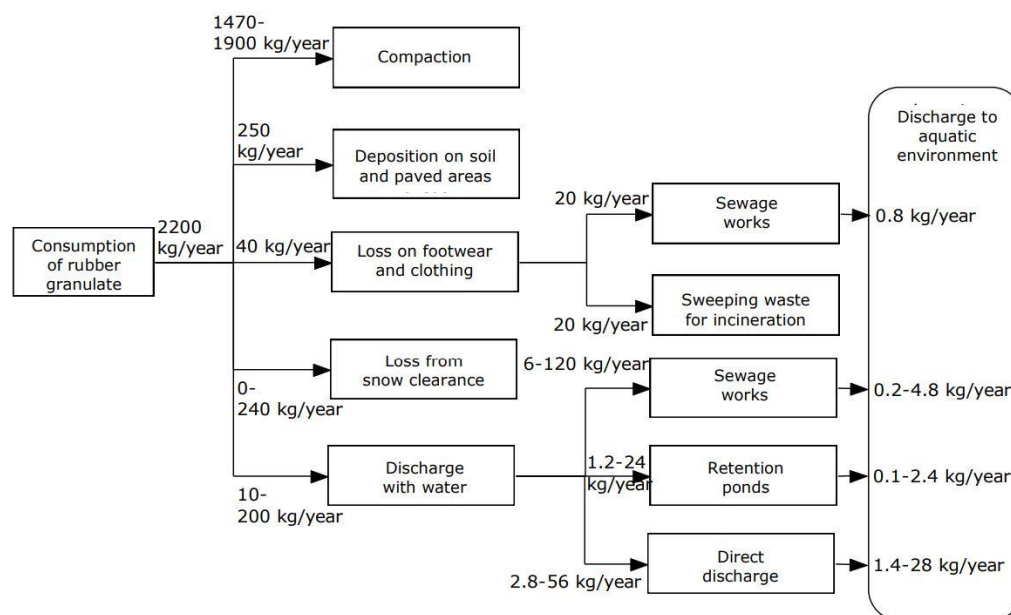 1470-
1900 kg/year
Compaction
250
kg/year
Deposition on soil
and paved areas
2200
kg/year
Consumption
of rubber
granulate
40 kg/year
Loss on footwear
and clothing
20 kg/year
Sewage
works
0.8 kg/year
20 kg/year
Sweeping waste
for incineration
0-
240 kg/year
Loss from
snow clearance
6-120 kg/year
Sewage
works
0.2-4.8 kg/year
10-
200 kg/year
Discharge
with water
1.2-24
kg/year
Retention
ponds
0.1-2.4 kg/year
2.8-56 kg/year
Direct
discharge
1.4-28 kg/year
Discharge to
aquatic
environment